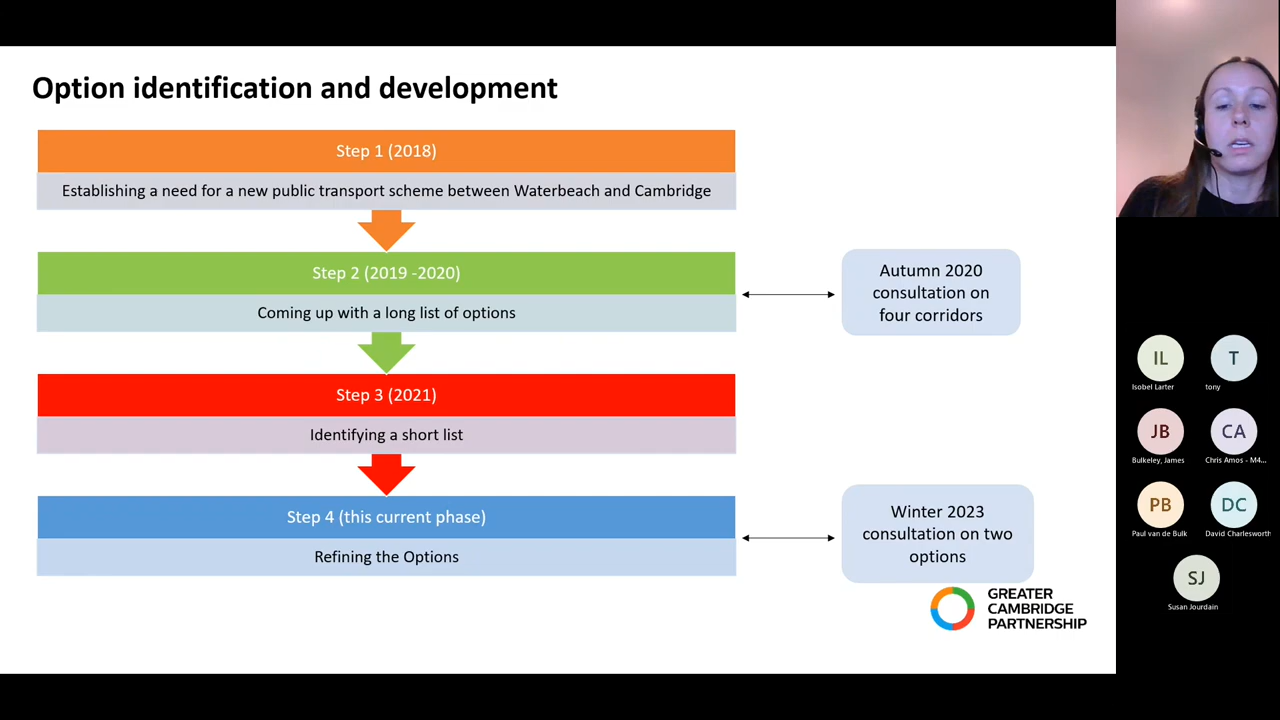 Option identification and development
Step 1 (2018)
Establishing a need for a new public transport scheme between Waterbeach and Cambridge
Step 2 (2019 -2020)
Coming up with a long list of options
Autumn 2020
consultation on
four corridors
Step 3 (2021)
Identifying a short list
Step 4 (this current phase)
Refining the Options
Winter 2023
consultation on two
options
GREATER
CAMBRIDGE
PARTNERSHIP
IL
T
Isobel Larter
tony
JB
CA
Bulkeley, James
Chris Amos - M4...
PB
DC
Paul van de Bulk
David Charlesworth
SJ
Susan Jourdain